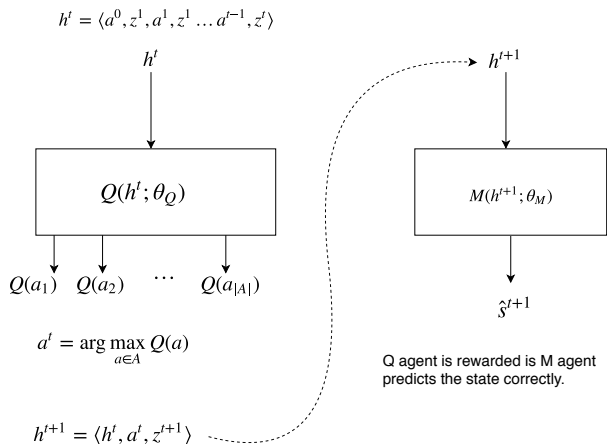 h^t = ⟨a^0, z^1, a^1, z^1 … a^{t−1}, z^t⟩
h^t
h^{t+1}
Q(h^t; θ_Q)
M(h^{t+1}; θ_M)
Q(a_1) Q(a_2) ⋯ Q(a_{|A|})
ŝ^{t+1}
a^t = arg max_{a∈A} Q(a)
Q agent is rewarded is M agent
predicts the state correctly.
h^{t+1} = ⟨h^t, a^t, z^{t+1}⟩